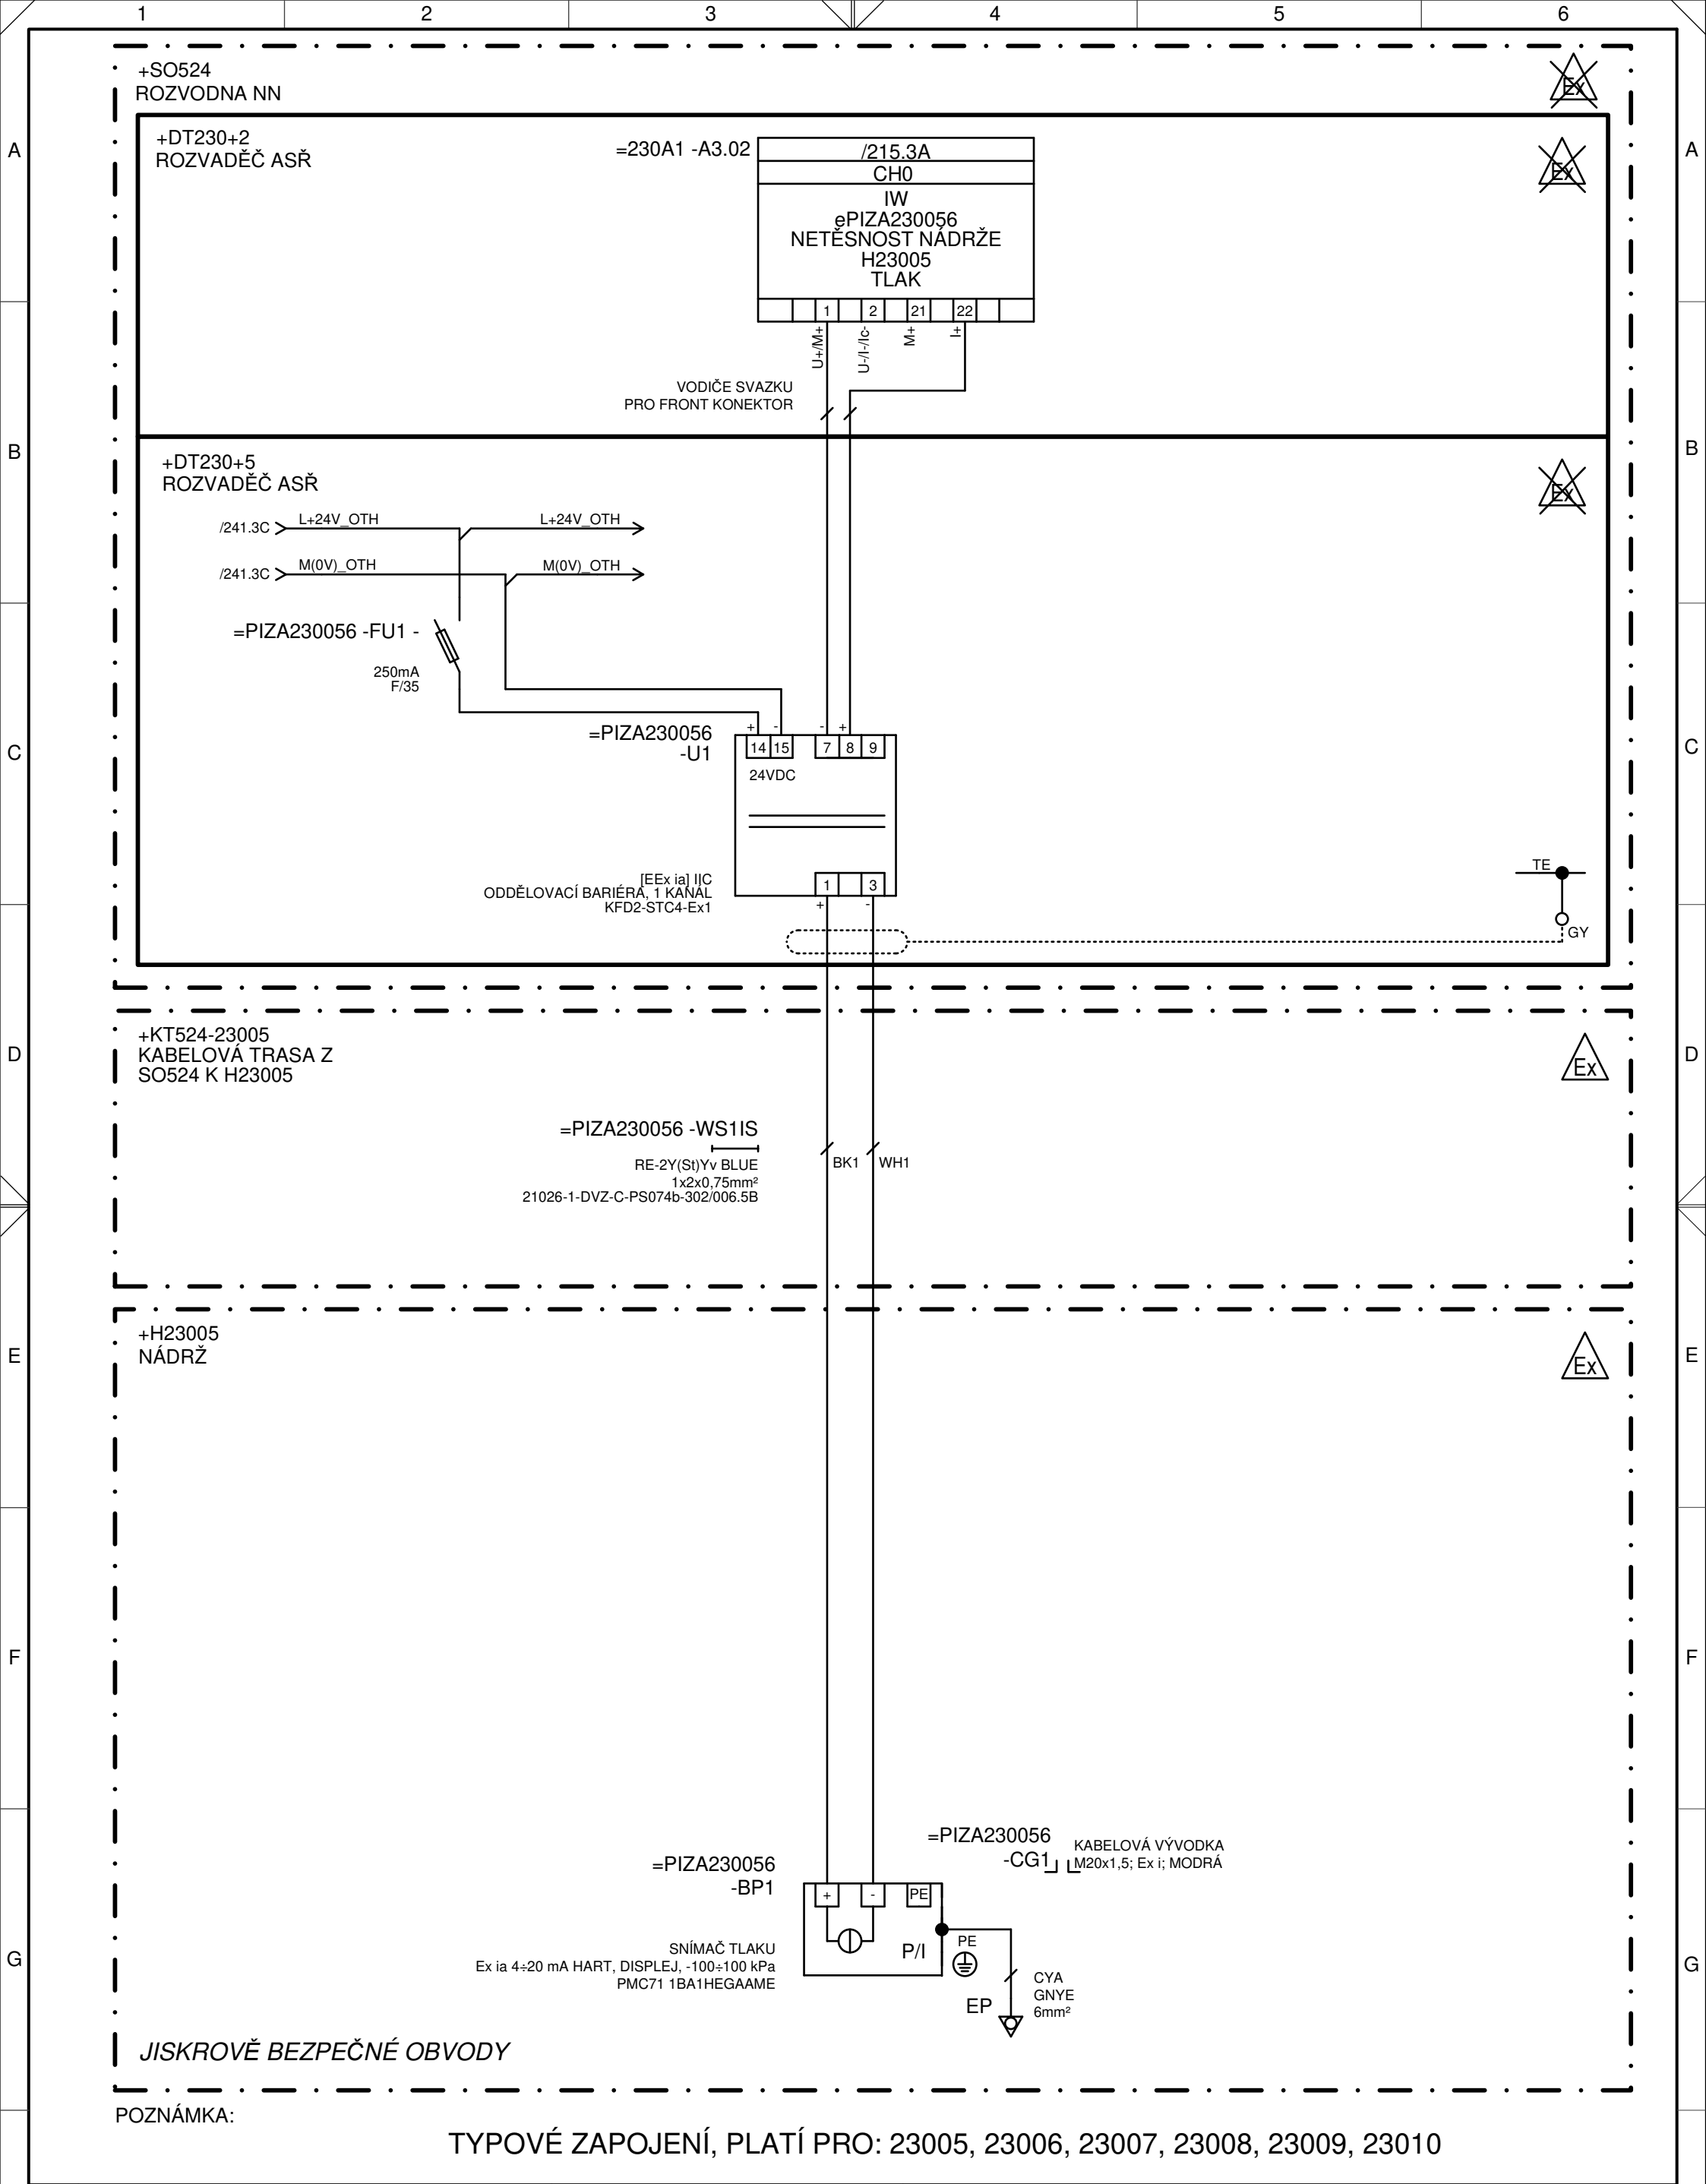 1 2 3 4 5 6
+SO524
ROZVODNA NN
Ex
A
A
+DT230+2
ROZVADĚČ ASŘ
=230A1 -A3.02
/215.3A
CH0
IW
ePIZA230056
NETĚSNOST NÁDRŽE
H23005
TLAK
Ex
1 2 21 22
U+/M+
U-/I-/Ic-
M+
I+
VODIČE SVAZKU
PRO FRONT KONEKTOR
B
B
+DT230+5
ROZVADĚČ ASŘ
Ex
/241.3C L+24V_OTH L+24V_OTH
/241.3C M(0V)_OTH M(0V)_OTH
=PIZA230056 -FU1 -
250mA
F/35
C
C
=PIZA230056
-U1
+ - - +
14 15 7 8 9
24VDC
[EEx ia] IIC
ODDĚLOVACÍ BARIÉRA, 1 KANÁL
KFD2-STC4-Ex1
1 3
+ -
TE
GY
D
D
+KT524-23005
KABELOVÁ TRASA Z
SO524 K H23005
Ex
=PIZA230056 -WS1IS
RE-2Y(St)Yv BLUE
1x2x0,75mm²
21026-1-DVZ-C-PS074b-302/006.5B
BK1 WH1
E
E
+H23005
NÁDRŽ
Ex
F
F
=PIZA230056
-CG1
KABELOVÁ VÝVODKA
M20x1,5; Ex i; MODRÁ
=PIZA230056
-BP1
+ - PE
P/I
PE
SNÍMAČ TLAKU
Ex ia 4÷20 mA HART, DISPLEJ, -100÷100 kPa
PMC71 1BA1HEGAAME
G
G
EP
CYA
GNYE
6mm²
JISKROVĚ BEZPEČNÉ OBVODY
POZNÁMKA:
TYPOVÉ ZAPOJENÍ, PLATÍ PRO: 23005, 23006, 23007, 23008, 23009, 23010